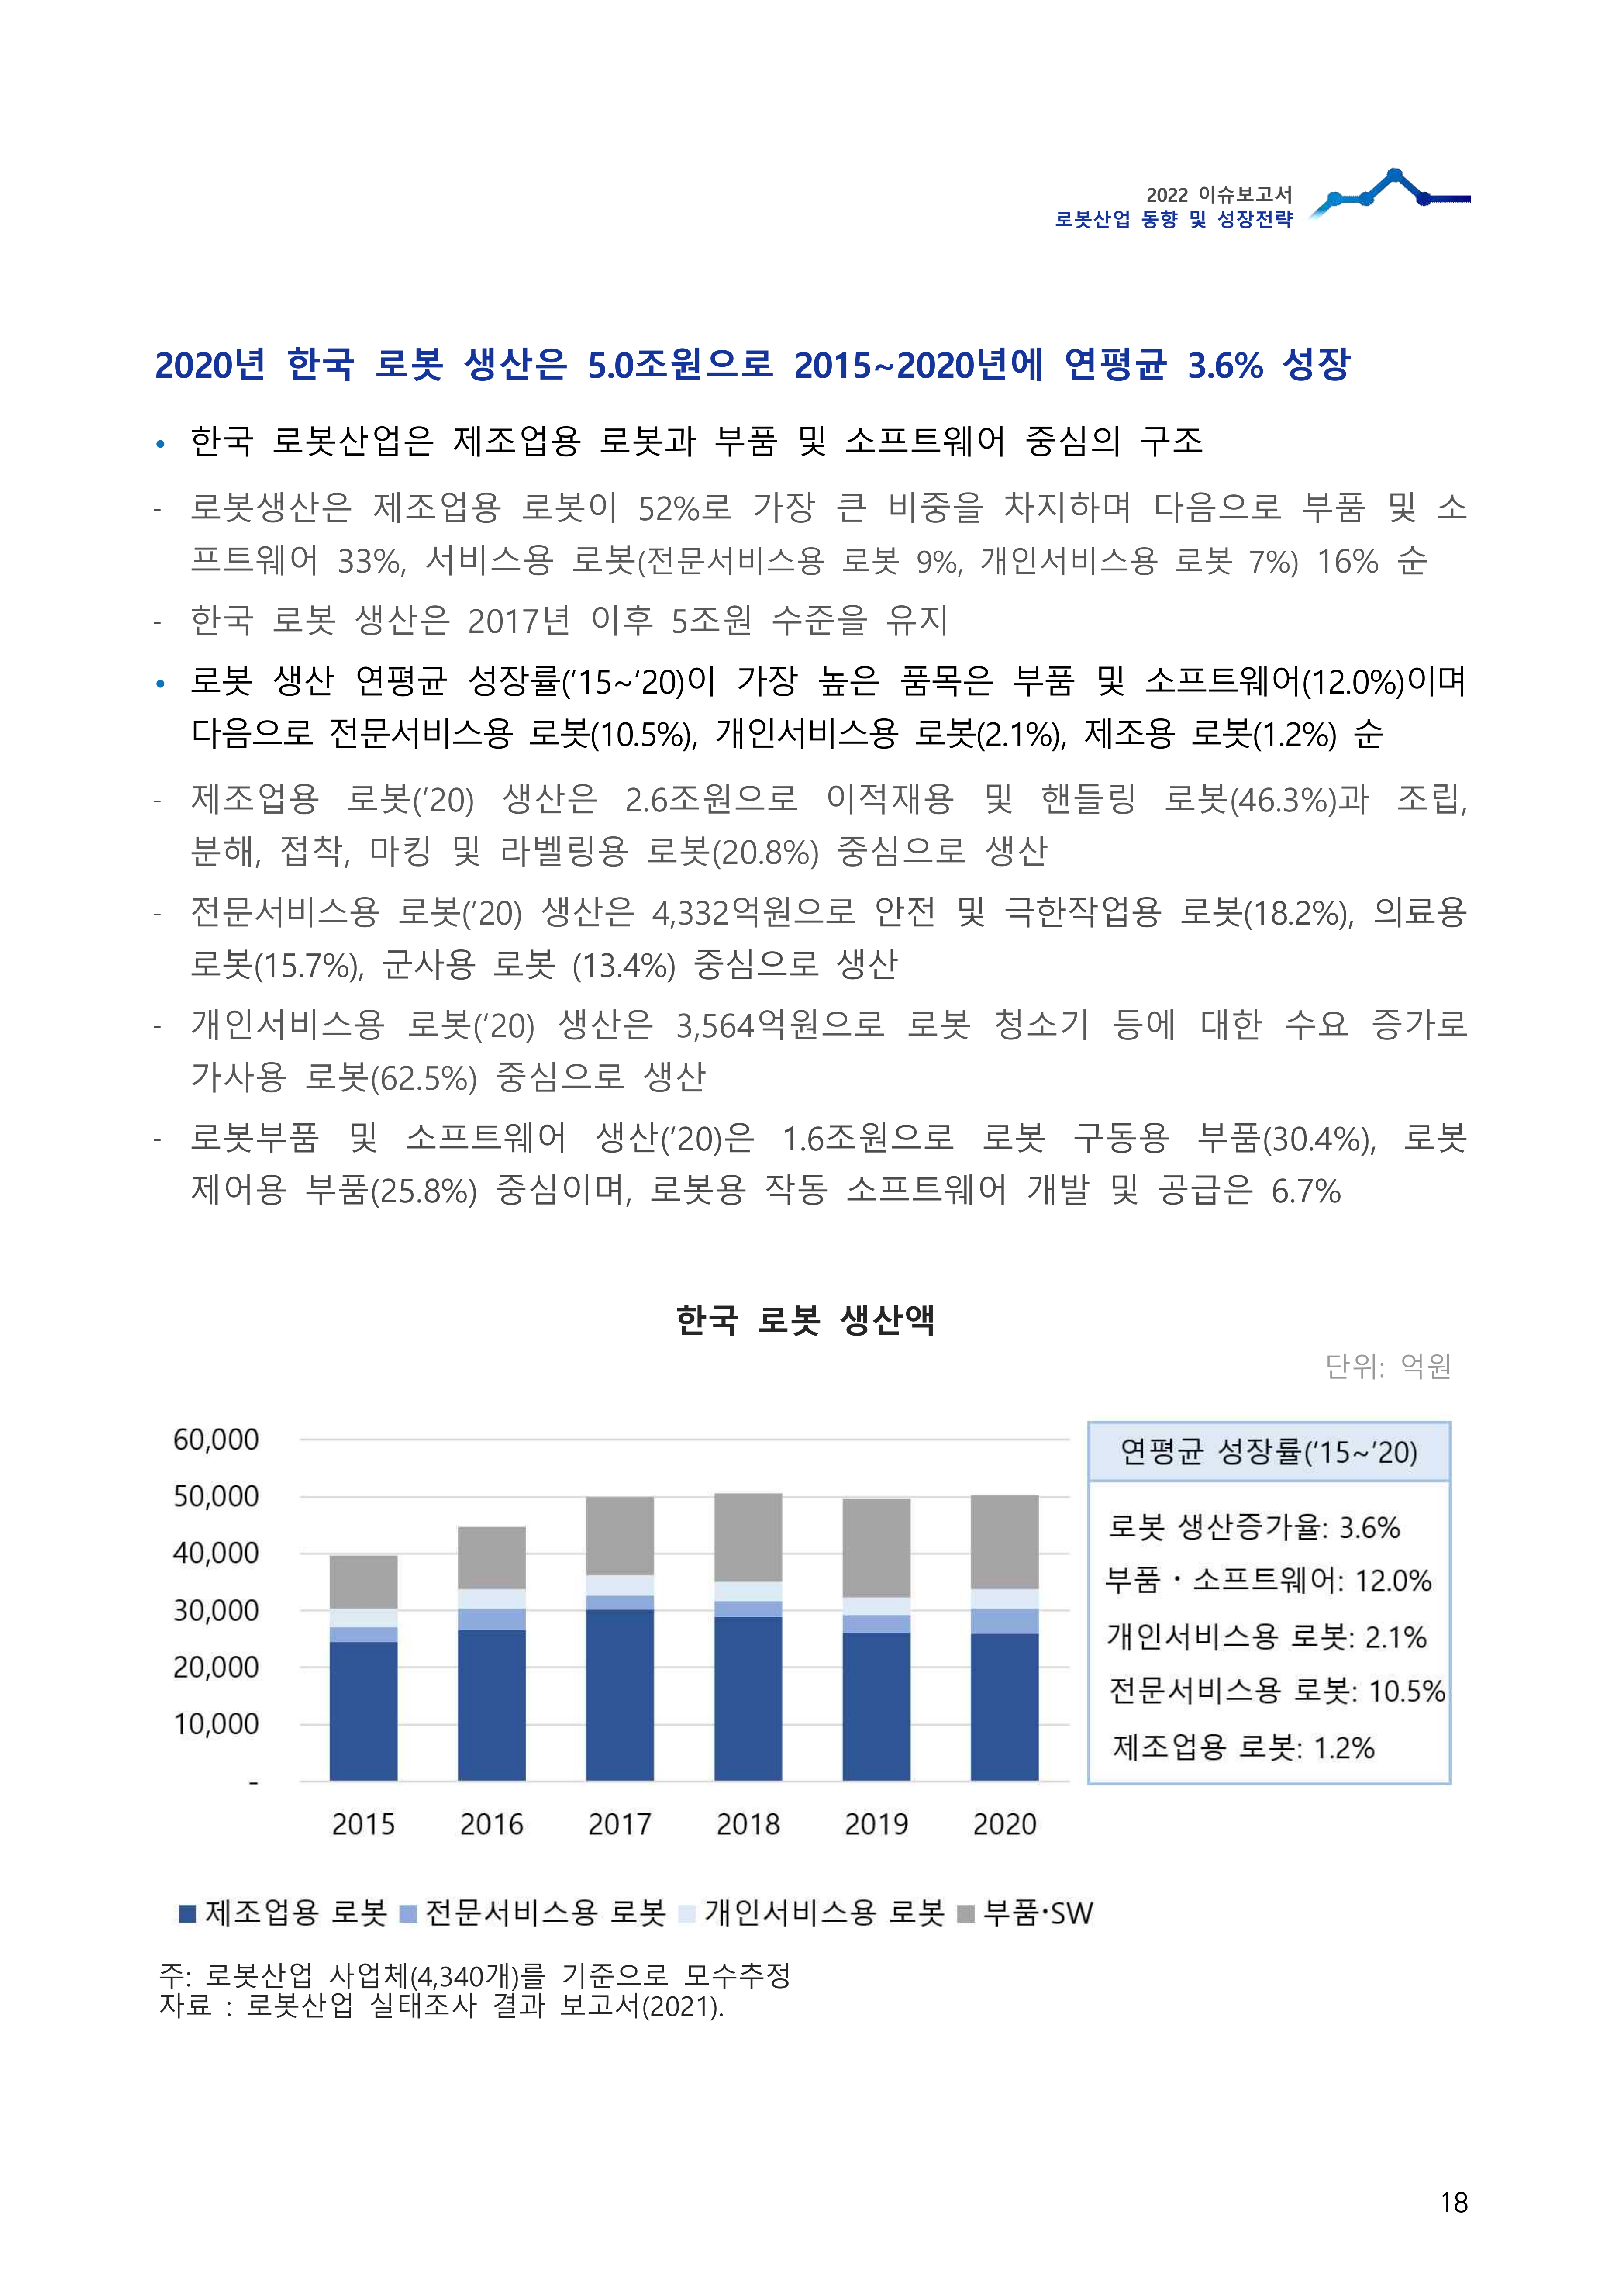 2022 이슈보고서
로봇산업 동향 및 성장전략
2020년 한국 로봇 생산은 5.0조원으로 2015~2020년에 연평균 3.6% 성장
• 한국 로봇산업은 제조업용 로봇과 부품 및 소프트웨어 중심의 구조
- 로봇생산은 제조업용 로봇이 52%로 가장 큰 비중을 차지하며 다음으로 부품 및 소
프트웨어 33%, 서비스용 로봇(전문서비스용 로봇 9%, 개인서비스용 로봇 7%) 16% 순
- 한국 로봇 생산은 2017년 이후 5조원 수준을 유지
• 로봇 생산 연평균 성장률(’15~‘20)이 가장 높은 품목은 부품 및 소프트웨어(12.0%)이며
다음으로 전문서비스용 로봇(10.5%), 개인서비스용 로봇(2.1%), 제조용 로봇(1.2%) 순
- 제조업용 로봇(’20) 생산은 2.6조원으로 이적재용 및 핸들링 로봇(46.3%)과 조립,
분해, 접착, 마킹 및 라벨링용 로봇(20.8%) 중심으로 생산
- 전문서비스용 로봇(’20) 생산은 4,332억원으로 안전 및 극한작업용 로봇(18.2%), 의료용
로봇(15.7%), 군사용 로봇 (13.4%) 중심으로 생산
- 개인서비스용 로봇(‘20) 생산은 3,564억원으로 로봇 청소기 등에 대한 수요 증가로
가사용 로봇(62.5%) 중심으로 생산
- 로봇부품 및 소프트웨어 생산(’20)은 1.6조원으로 로봇 구동용 부품(30.4%), 로봇
제어용 부품(25.8%) 중심이며, 로봇용 작동 소프트웨어 개발 및 공급은 6.7%
한국 로봇 생산액
단위: 억원
60,000
50,000
40,000
30,000
20,000
10,000
-
2015 2016 2017 2018 2019 2020
연평균 성장률(‘15~’20)
로봇 생산증가율: 3.6%
부품・소프트웨어: 12.0%
개인서비스용 로봇: 2.1%
전문서비스용 로봇: 10.5%
제조업용 로봇: 1.2%
제조업용 로봇 전문서비스용 로봇 개인서비스용 로봇 부품·SW
주: 로봇산업 사업체(4,340개)를 기준으로 모수추정
자료 : 로봇산업 실태조사 결과 보고서(2021).
18